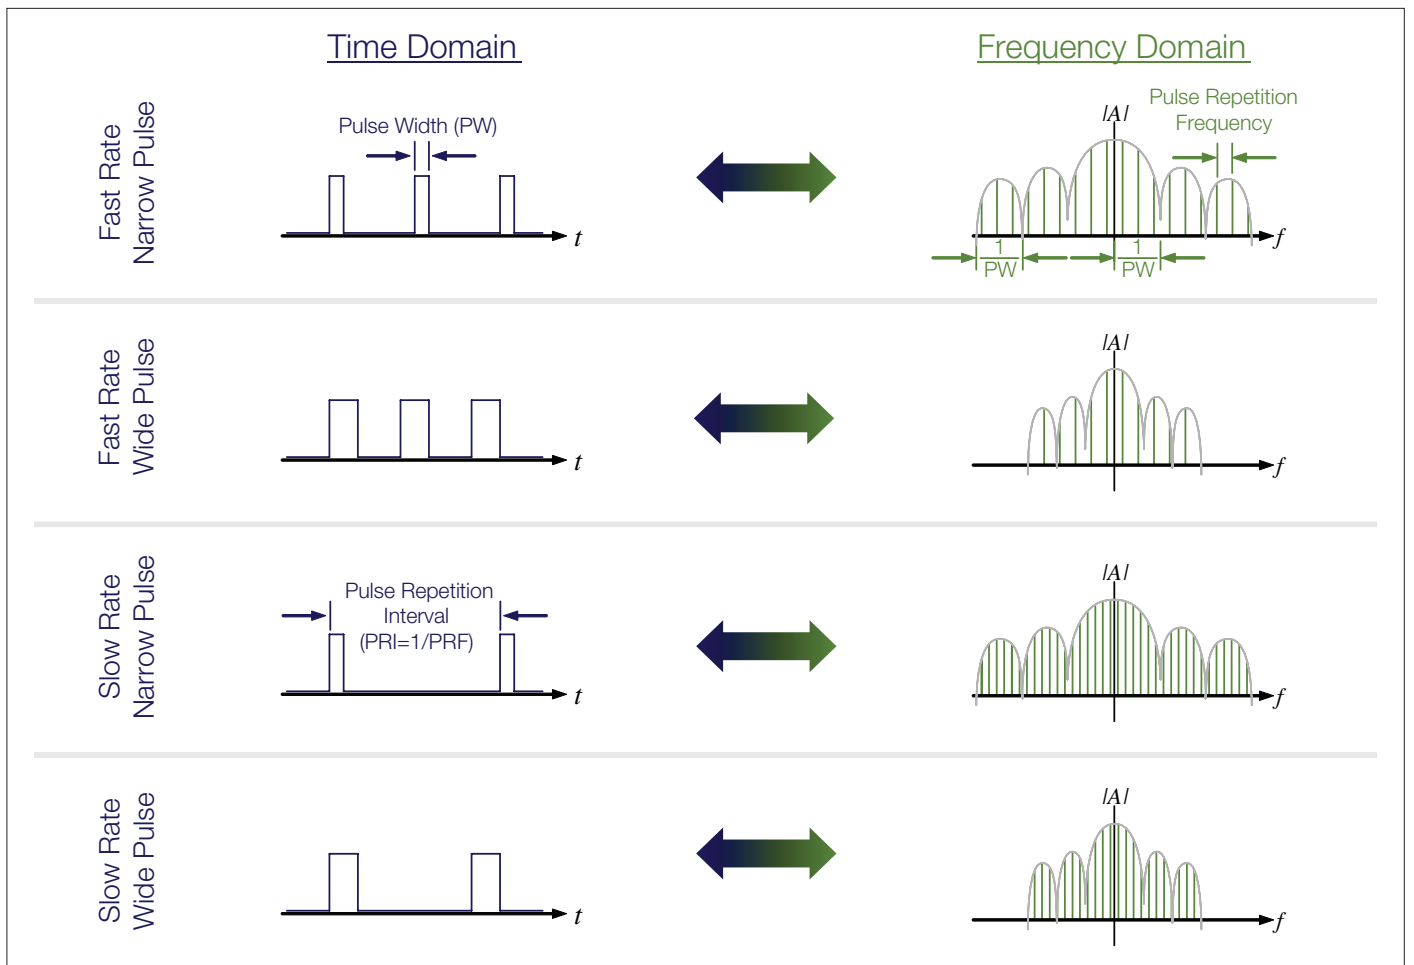 Time Domain
Frequency Domain
Fast Rate
Narrow Pulse
Pulse Width (PW)
t
|A|
Pulse Repetition
Frequency
f
1
PW
1
PW
Fast Rate
Wide Pulse
t
|A|
f
Slow Rate
Narrow Pulse
Pulse Repetition
Interval
(PRI=1/PRF)
t
|A|
f
Slow Rate
Wide Pulse
t
|A|
f